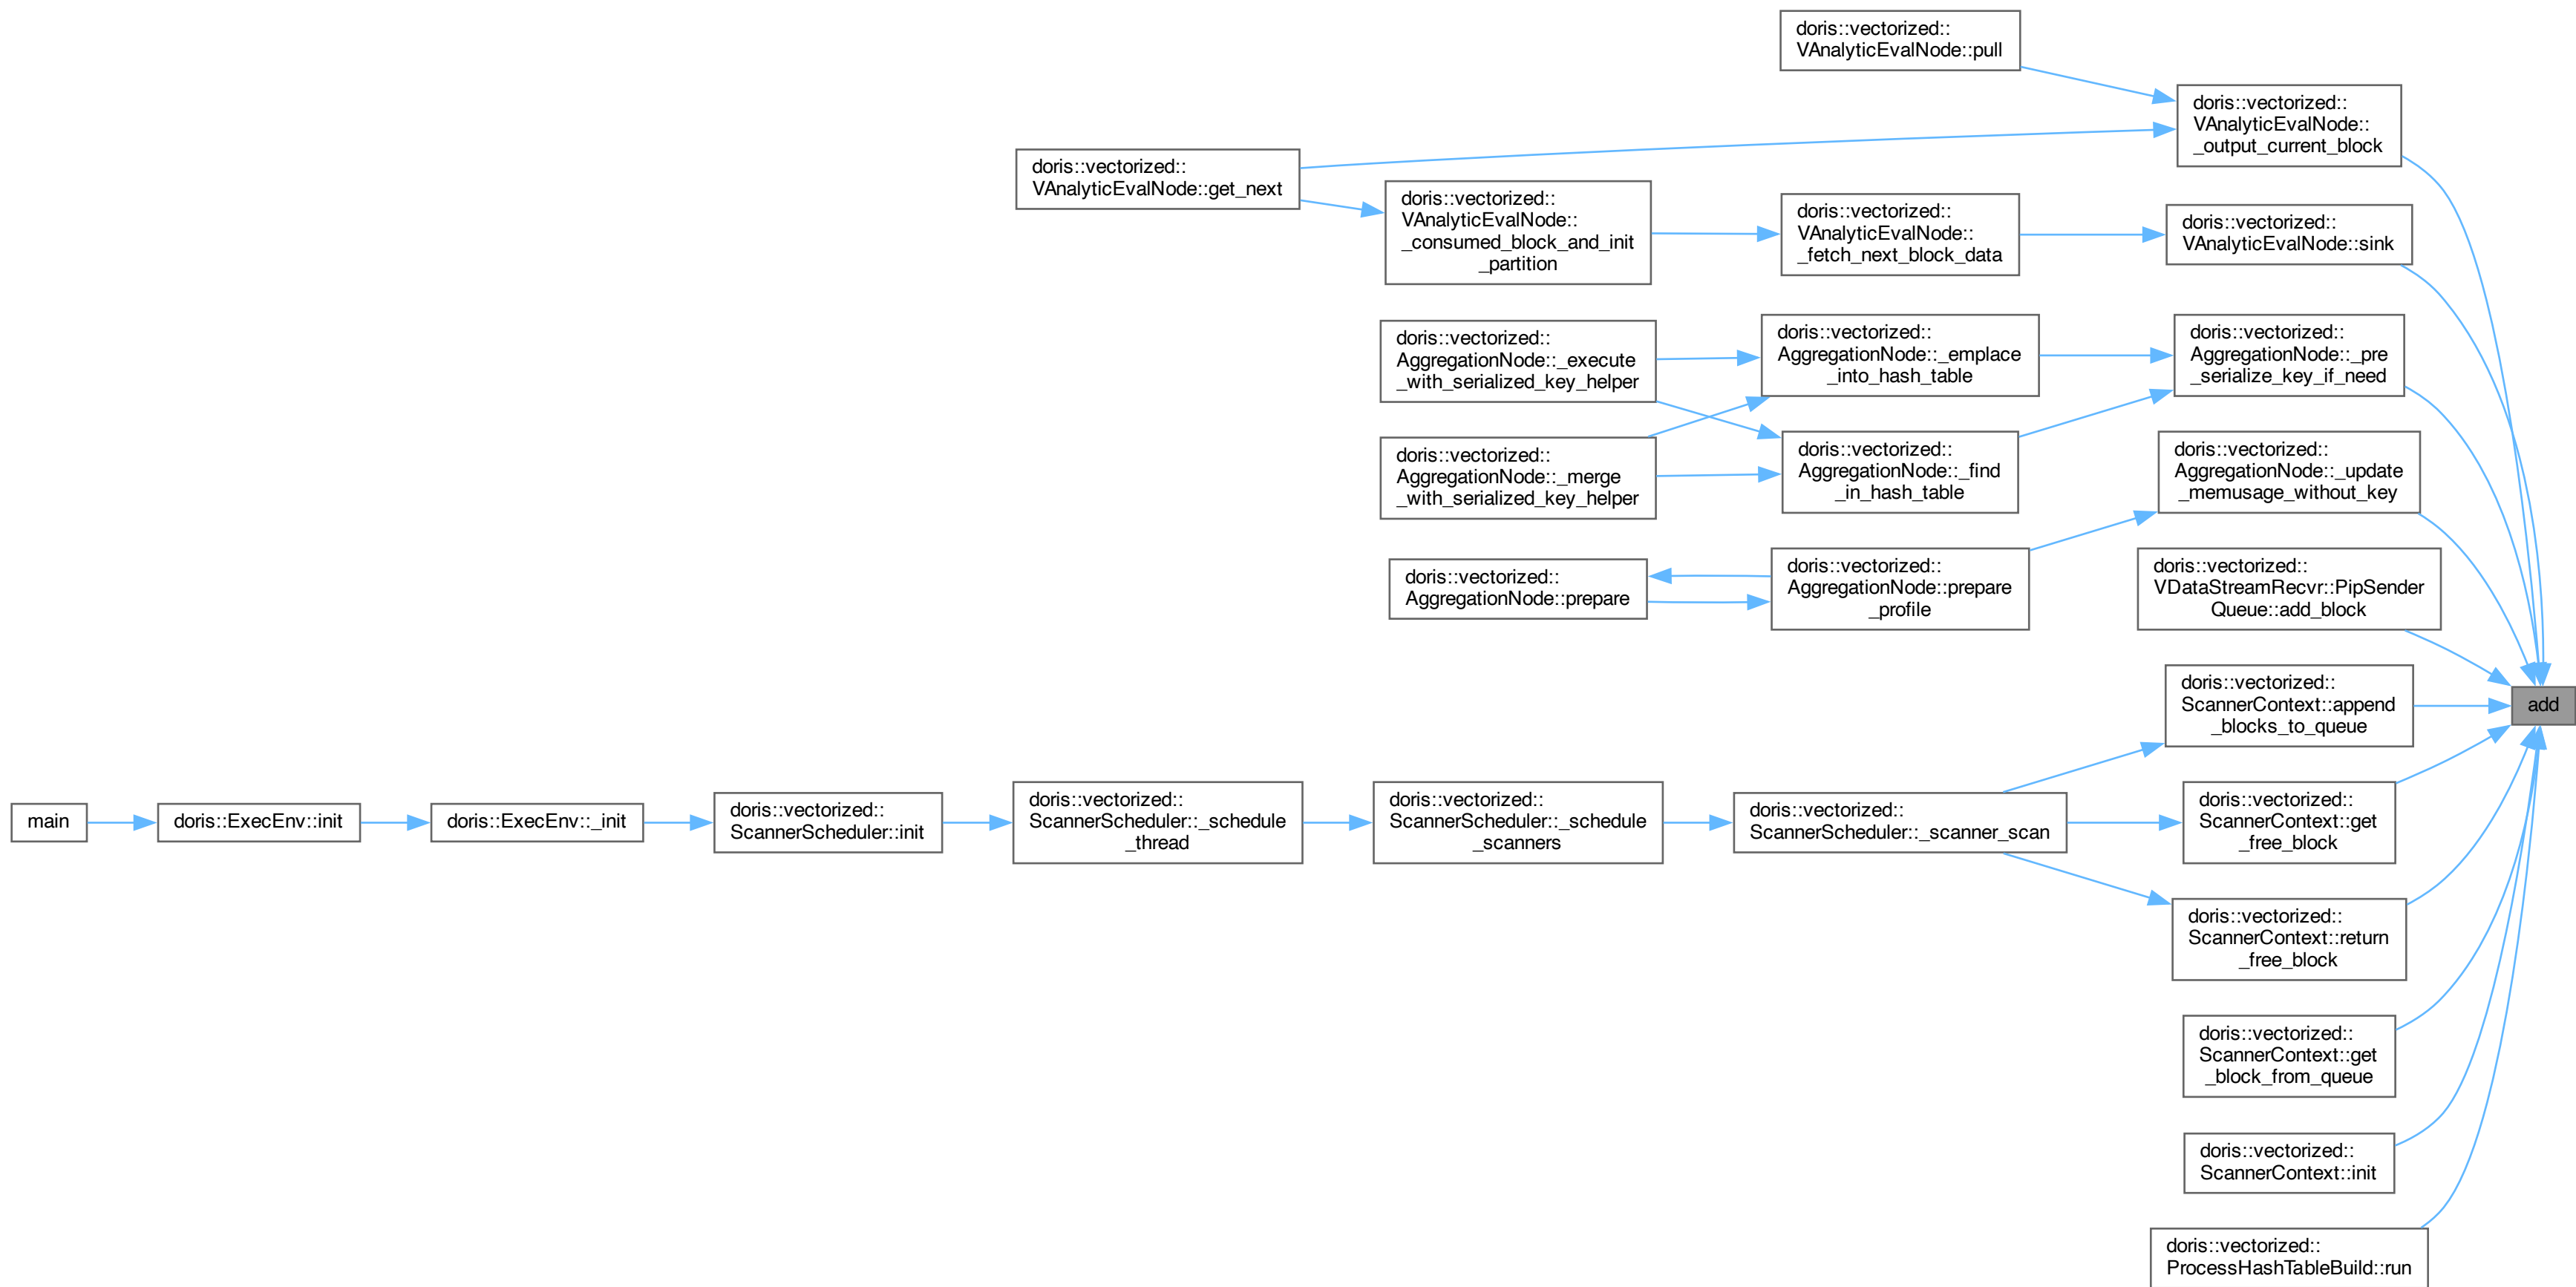 doris::vectorized::
VAnalyticEvalNode::pull
doris::vectorized::
VAnalyticEvalNode::
_output_current_block
doris::vectorized::
VAnalyticEvalNode::get_next
doris::vectorized::
VAnalyticEvalNode::
_consumed_block_and_init
_partition
doris::vectorized::
VAnalyticEvalNode::
_fetch_next_block_data
doris::vectorized::
VAnalyticEvalNode::sink
doris::vectorized::
AggregationNode::_execute
_with_serialized_key_helper
doris::vectorized::
AggregationNode::_emplace
_into_hash_table
doris::vectorized::
AggregationNode::_pre
_serialize_key_if_need
doris::vectorized::
AggregationNode::_merge
_with_serialized_key_helper
doris::vectorized::
AggregationNode::_find
_in_hash_table
doris::vectorized::
AggregationNode::_update
_memusage_without_key
doris::vectorized::
AggregationNode::prepare
doris::vectorized::
AggregationNode::prepare
_profile
doris::vectorized::
VDataStreamRecvr::PipSender
Queue::add_block
doris::vectorized::
ScannerContext::append
_blocks_to_queue
add
main
doris::ExecEnv::init
doris::ExecEnv::_init
doris::vectorized::
ScannerScheduler::init
doris::vectorized::
ScannerScheduler::_schedule
_thread
doris::vectorized::
ScannerScheduler::_schedule
_scanners
doris::vectorized::
ScannerScheduler::_scanner_scan
doris::vectorized::
ScannerContext::get
_free_block
doris::vectorized::
ScannerContext::return
_free_block
doris::vectorized::
ScannerContext::get
_block_from_queue
doris::vectorized::
ScannerContext::init
doris::vectorized::
ProcessHashTableBuild::run